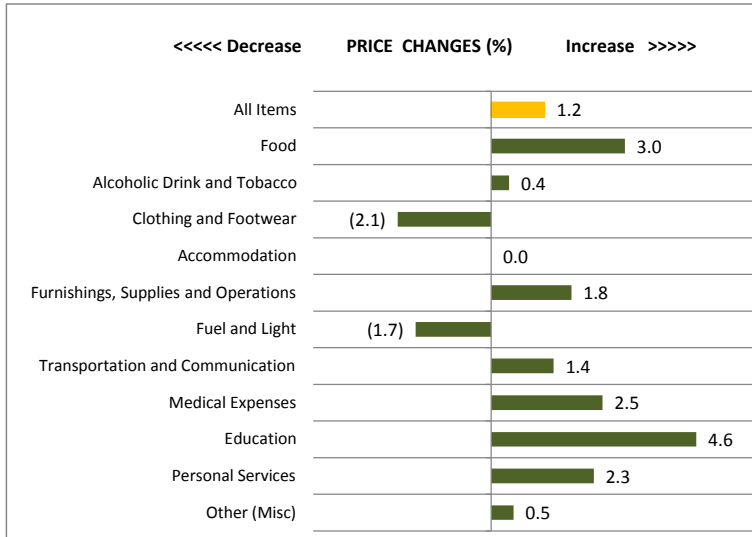 <<<<< Decrease PRICE CHANGES (%) Increase >>>>>
All Items 1.2
Food 3.0
Alcoholic Drink and Tobacco 0.4
Clothing and Footwear (2.1)
Accommodation 0.0
Furnishings, Supplies and Operations 1.8
Fuel and Light (1.7)
Transportation and Communication 1.4
Medical Expenses 2.5
Education 4.6
Personal Services 2.3
Other (Misc) 0.5